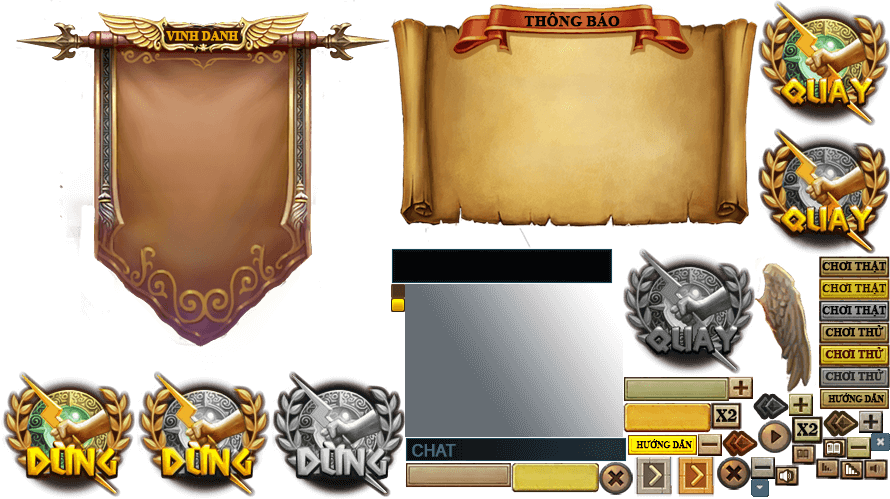 VINH DANH
THÔNG BÁO
QUAY
QUAY
CHƠI THẬT
CHƠI THẬT
CHƠI THẬT
CHƠI THỬ
CHƠI THỬ
CHƠI THỬ
HƯỚNG DẪN
QUAY
X2
X2
HƯỚNG DẪN
CHAT
DỪNG
DỪNG
DỪNG